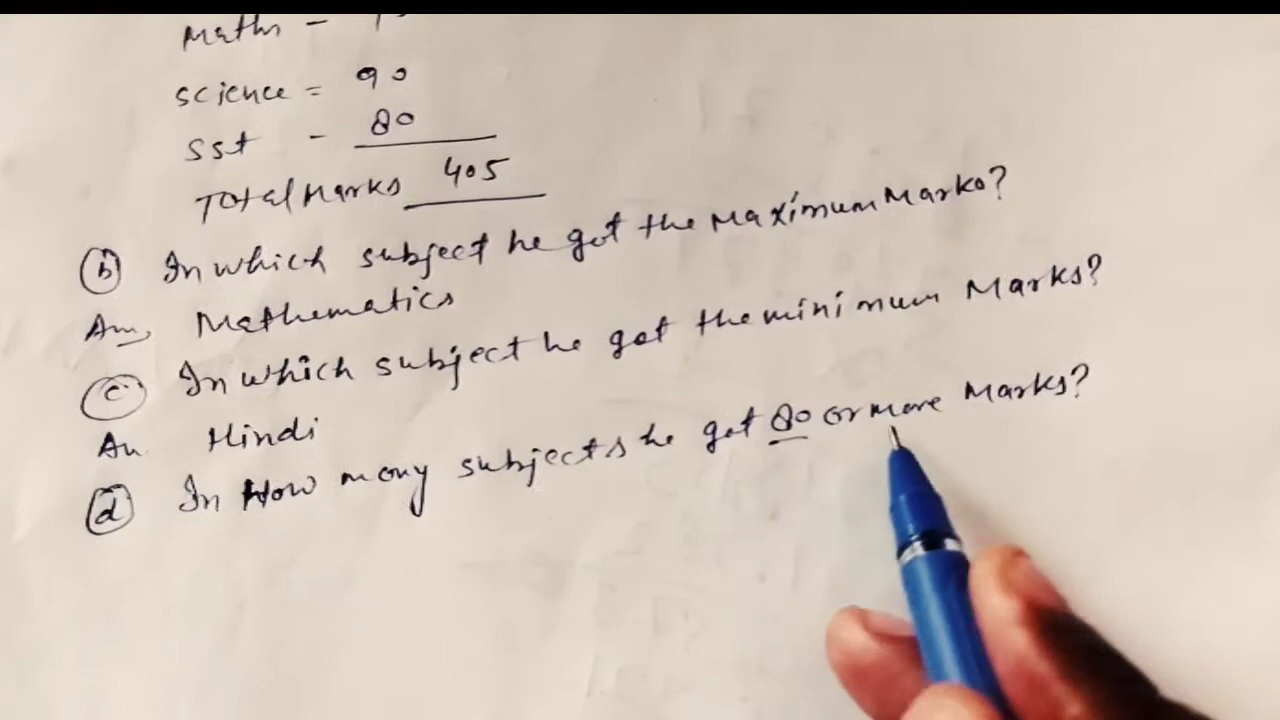 Maths -
Science = 90
SSt - 80
Total Marks 405
(b) In which subject he got the Maximum Marks?
Ans Mathematics
(c) In which subject he got the minimum Marks?
An Hindi
(d) In How many subjects he got 80 or more Marks?